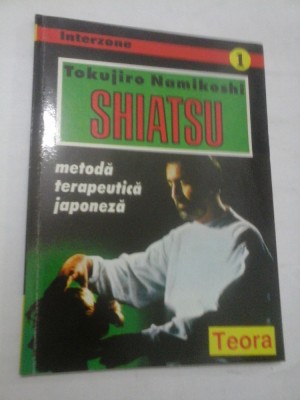 interzone
1
Tokujiro Namikoshi
SHIATSU
metodă
terapeutică
japoneză
Teora